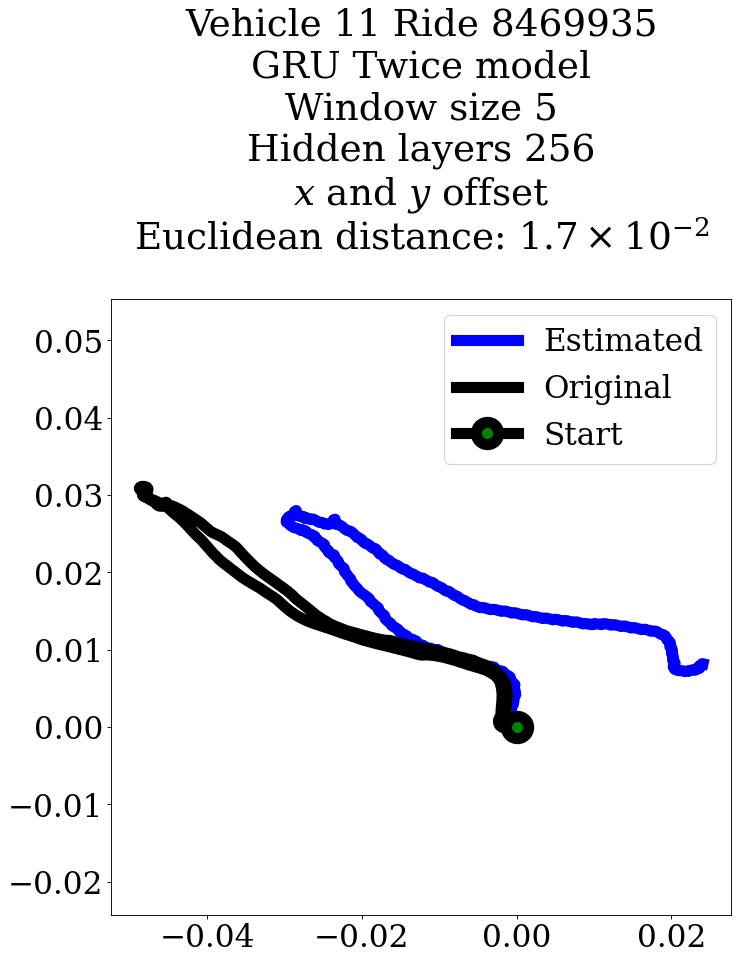 Vehicle 11 Ride 8469935
GRU Twice model
Window size 5
Hidden layers 256
x and y offset
Euclidean distance: 1.7 × 10⁻²
Estimated
Original
Start
0.05
0.04
0.03
0.02
0.01
0.00
−0.01
−0.02
−0.04 −0.02 0.00 0.02